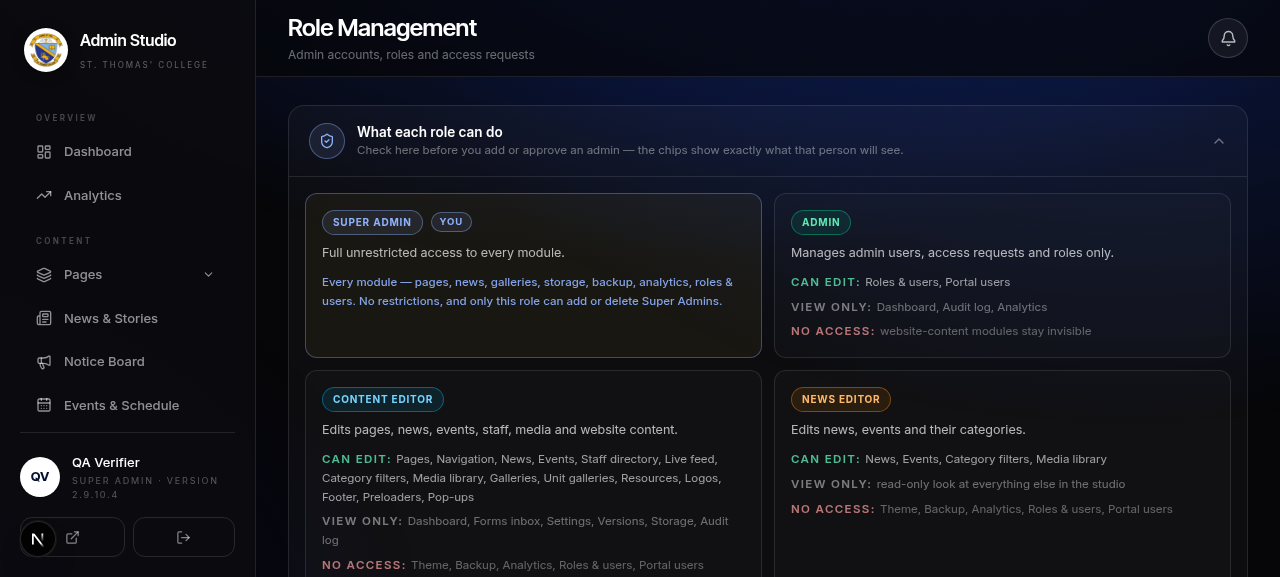 Admin Studio
ST. THOMAS' COLLEGE
OVERVIEW
Dashboard
Analytics
CONTENT
Pages
News & Stories
Notice Board
Events & Schedule
QV
QA Verifier
SUPER ADMIN · VERSION
2.9.10.4
N
Role Management
Admin accounts, roles and access requests
What each role can do
Check here before you add or approve an admin — the chips show exactly what that person will see.
SUPER ADMIN YOU
Full unrestricted access to every module.
Every module — pages, news, galleries, storage, backup, analytics, roles &
users. No restrictions, and only this role can add or delete Super Admins.
ADMIN
Manages admin users, access requests and roles only.
CAN EDIT: Roles & users, Portal users
VIEW ONLY: Dashboard, Audit log, Analytics
NO ACCESS: website-content modules stay invisible
CONTENT EDITOR
Edits pages, news, events, staff, media and website content.
CAN EDIT: Pages, Navigation, News, Events, Staff directory, Live feed,
Category filters, Media library, Galleries, Unit galleries, Resources, Logos,
Footer, Preloaders, Pop-ups
VIEW ONLY: Dashboard, Forms inbox, Settings, Versions, Storage, Audit
log
NO ACCESS: Theme, Backup, Analytics, Roles & users, Portal users
NEWS EDITOR
Edits news, events and their categories.
CAN EDIT: News, Events, Category filters, Media library
VIEW ONLY: read-only look at everything else in the studio
NO ACCESS: Theme, Backup, Analytics, Roles & users, Portal users